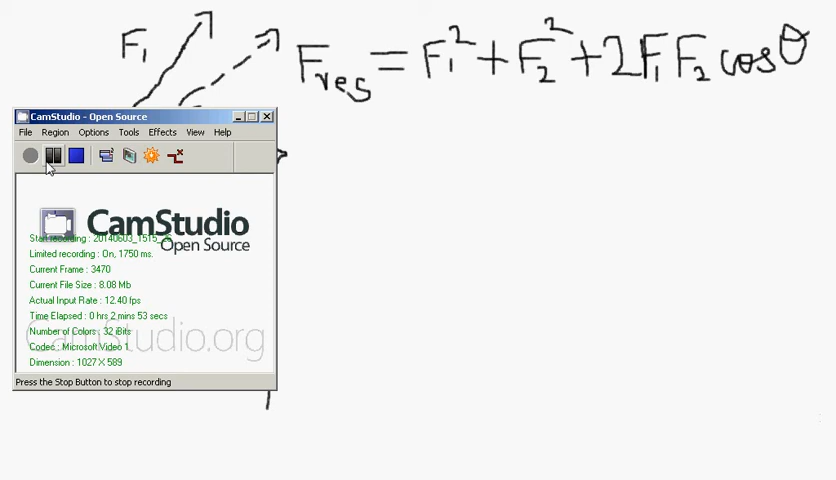 F₁
F_res = F₁² + F₂² + 2F₁F₂ cosθ
CamStudio - Open Source
File Region Options Tools Effects View Help
CamStudio
Open Source
Start recording : 20140603_1515_
Limited recording : On, 1750 ms.
Current Frame : 3470
Current File Size : 8.08 Mb
Actual Input Rate : 12.40 fps
Time Elapsed : 0 hrs 2 mins 53 secs
Number of Colors : 32 iBits
CamStudio.org
Codec : Microsoft Video 1
Dimension : 1027 X 589
Press the Stop Button to stop recording